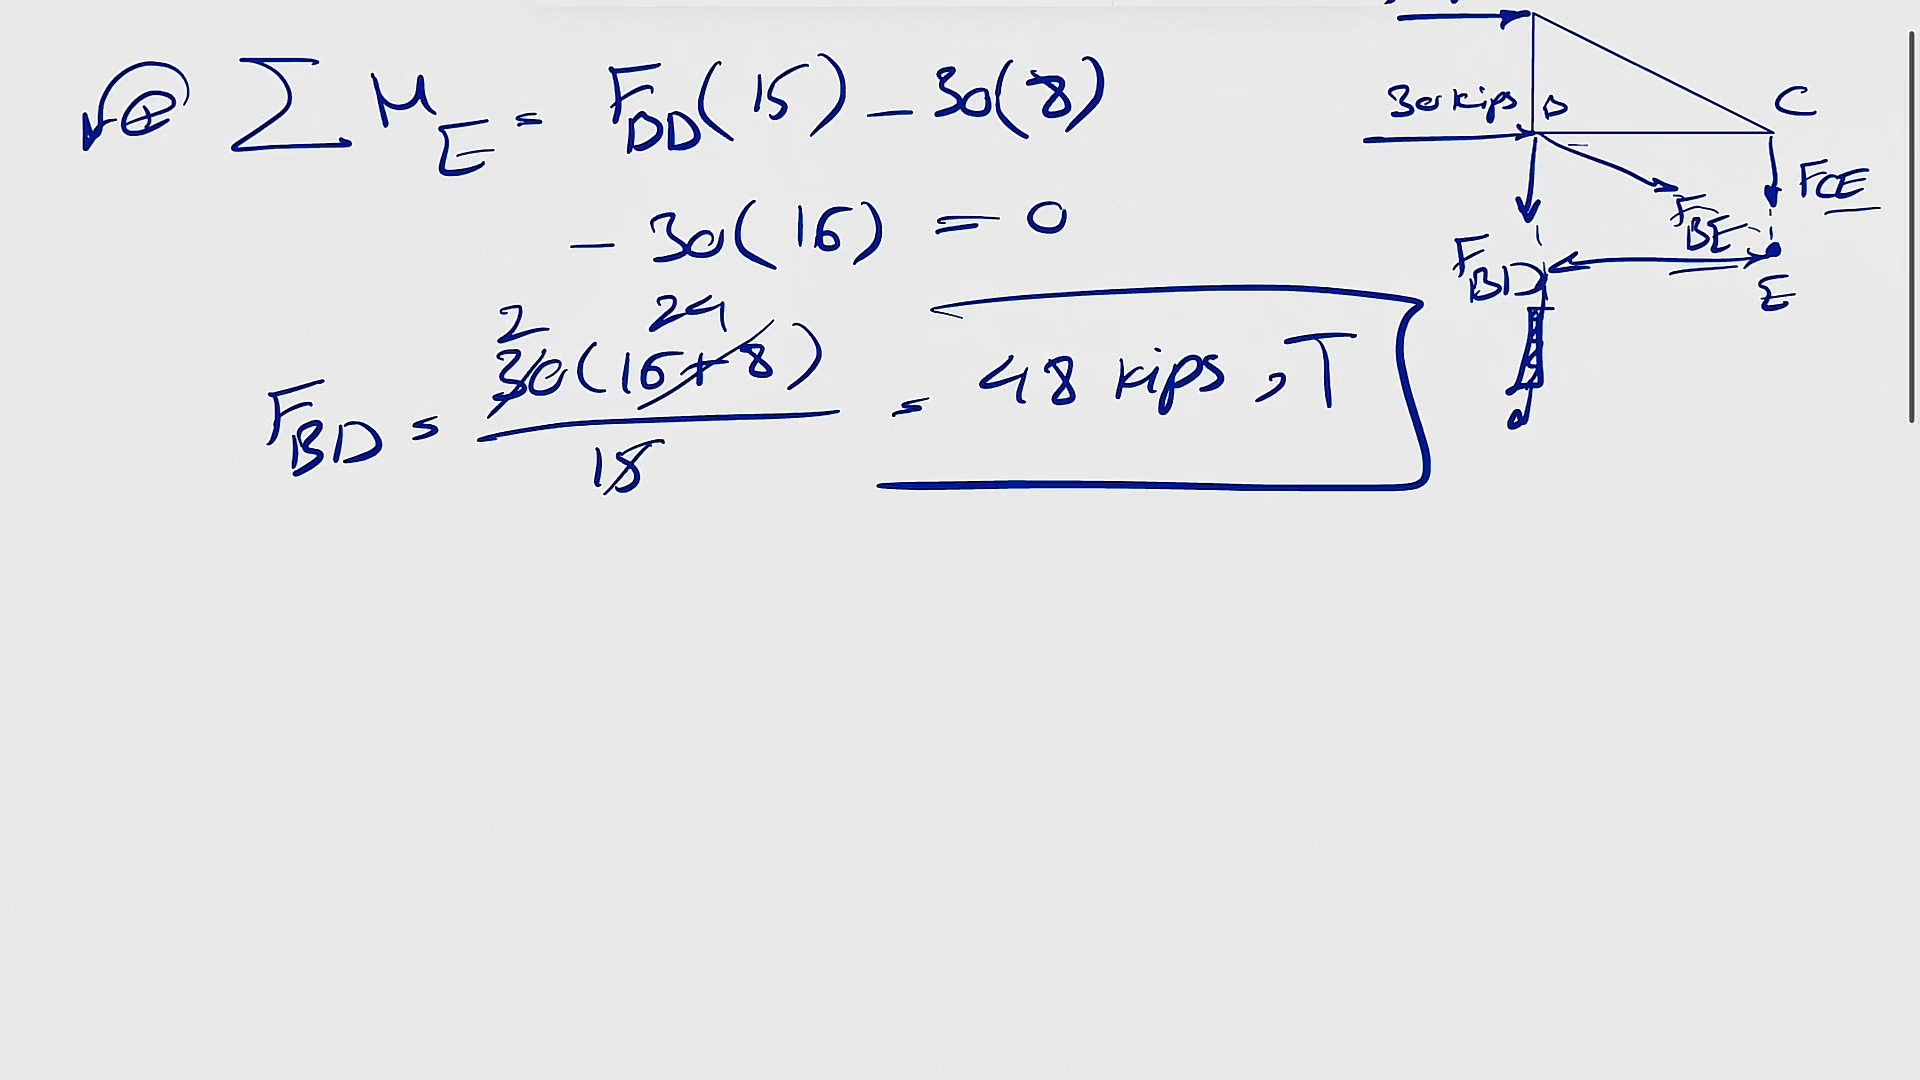 ⊕ ΣM_E = F_BD(15) - 30(8)
- 30(16) = 0
2 24
F_BD = 30(16+8) / 15 = 48 kips, T
30 kips B C
F_CE
F_BE
F_BD
E